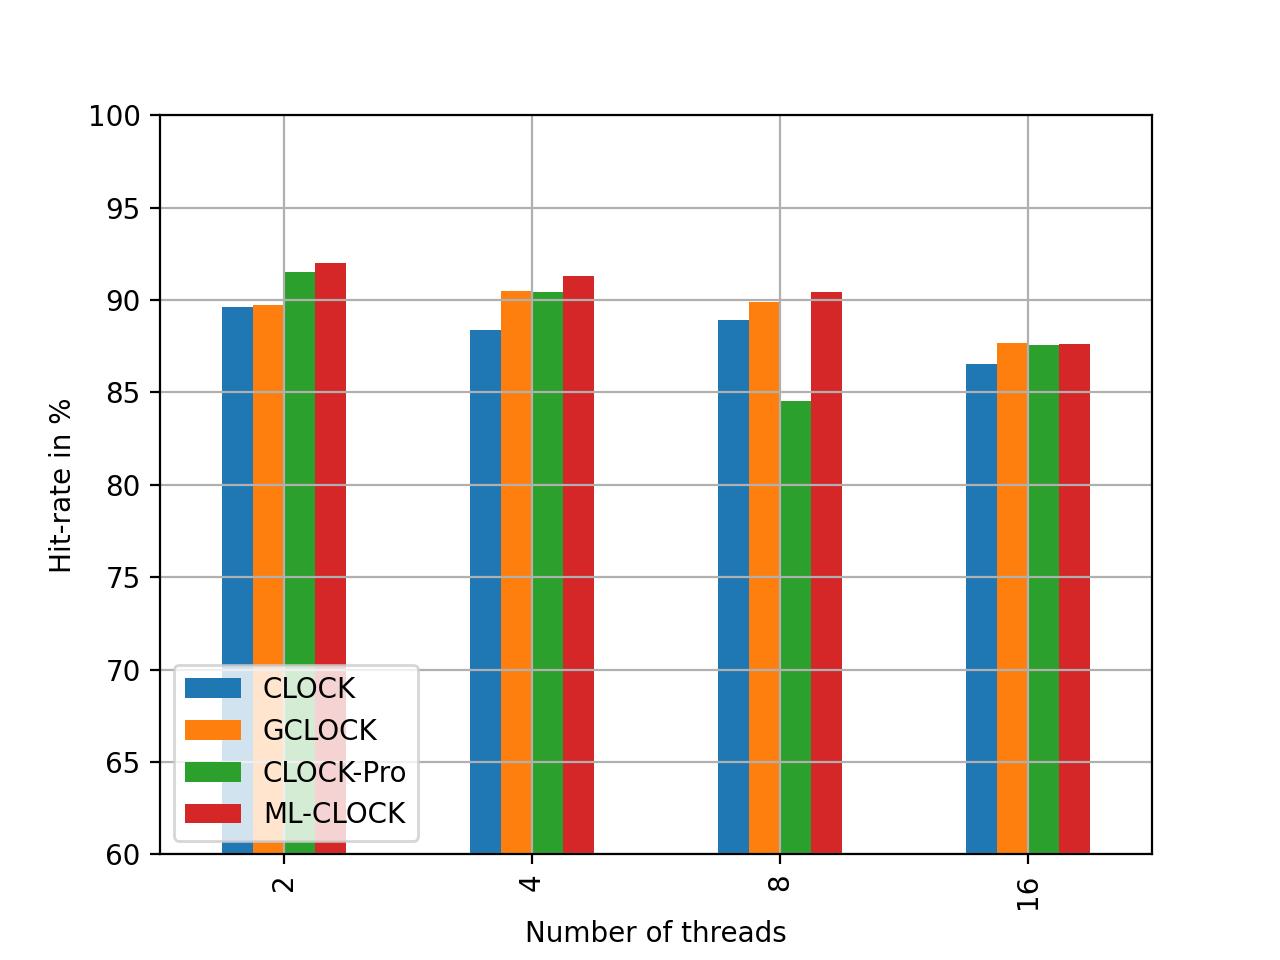 100
95
90
85
80
75
70
65
60
Hit-rate in %
CLOCK
GCLOCK
CLOCK-Pro
ML-CLOCK
2
4
8
16
Number of threads